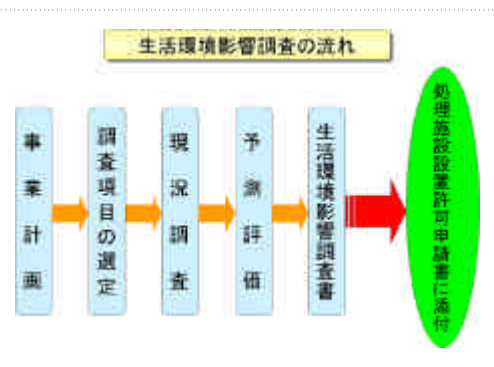 生活環境影響調査の流れ
事業計画
調査項目の選定
現況調査
予測評価
生活環境影響調査書
処理施設設置許可申請書に添付